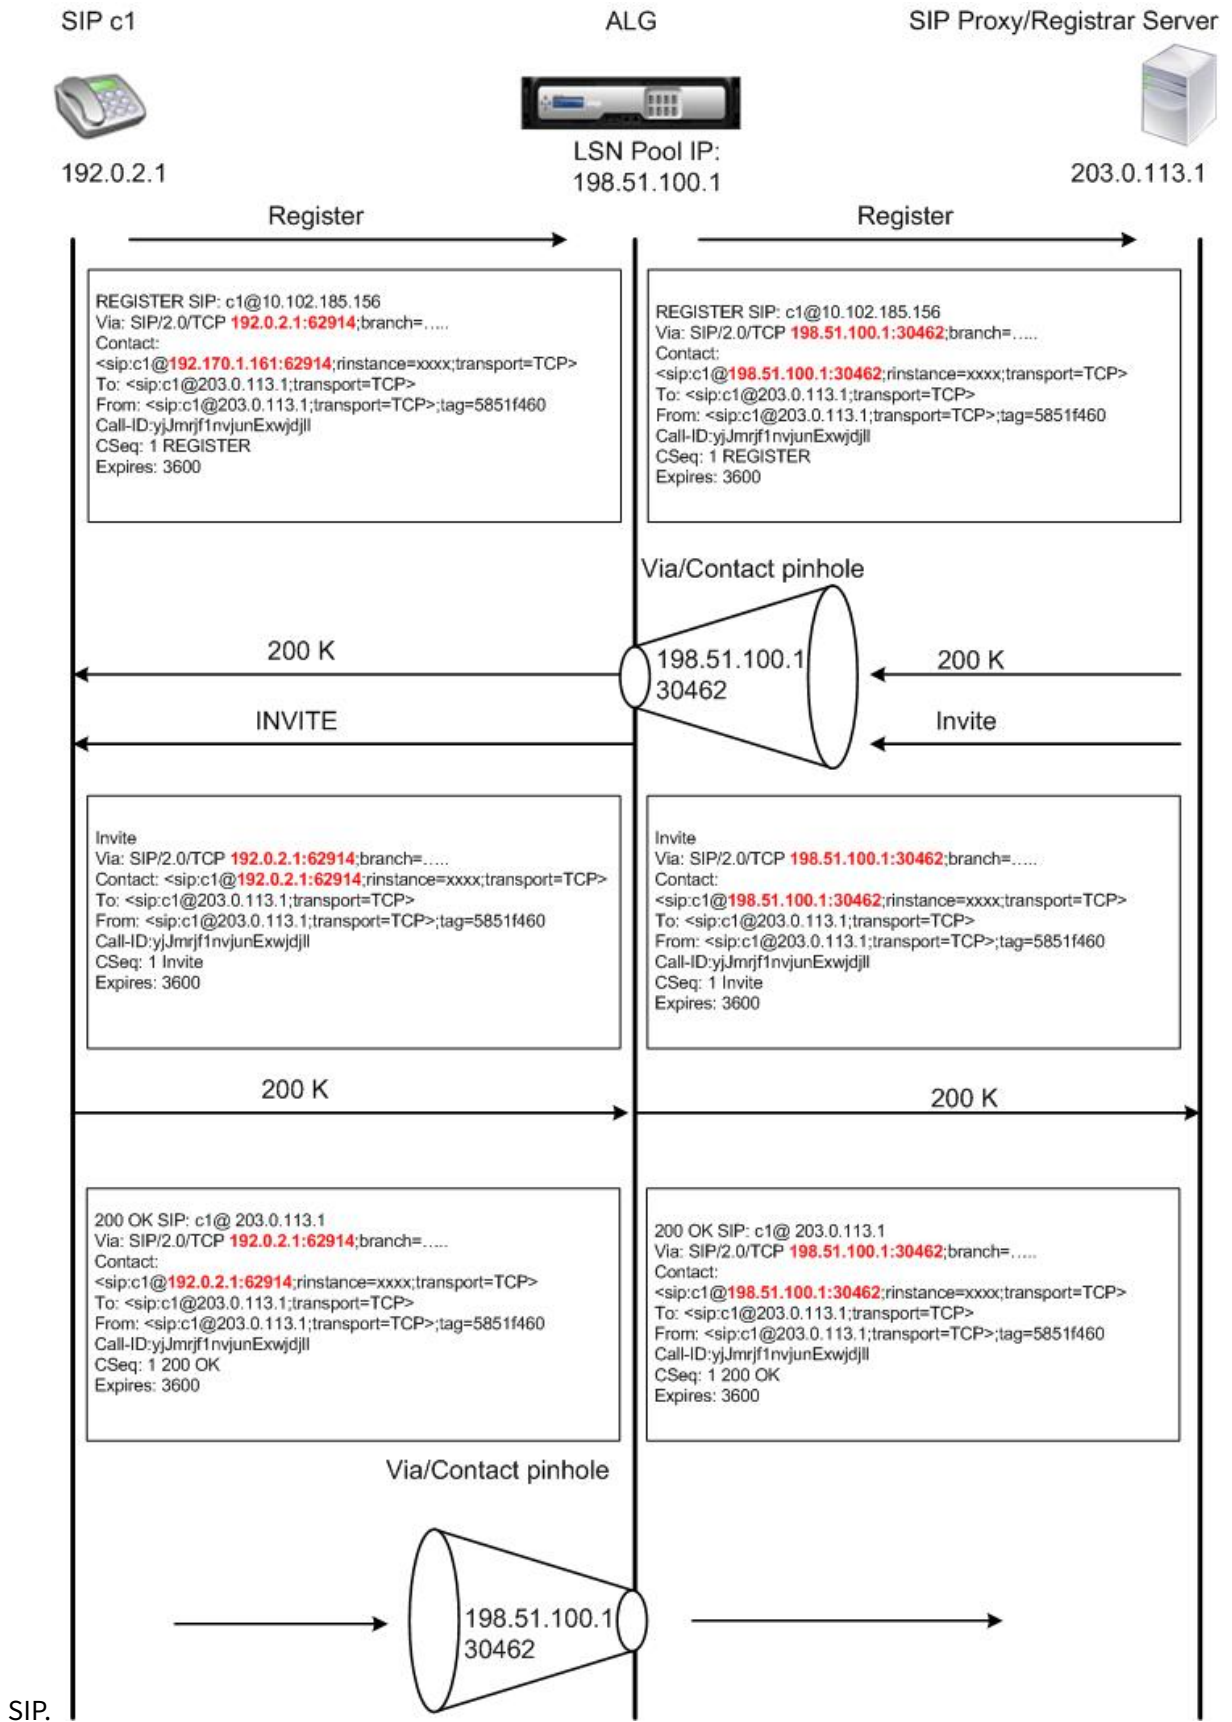 SIP c1
ALG
SIP Proxy/Registrar Server
LSN Pool IP:
198.51.100.1
192.0.2.1
203.0.113.1
Register
Register
REGISTER SIP: c1@10.102.185.156
Via: SIP/2.0/TCP 192.0.2.1:62914;branch=.....
Contact:
<sip:c1@192.170.1.161:62914;rinstance=xxxx;transport=TCP>
To: <sip:c1@203.0.113.1;transport=TCP>
From: <sip:c1@203.0.113.1;transport=TCP>;tag=5851f460
Call-ID:yjJmrjf1nvjunExwjdjll
CSeq: 1 REGISTER
Expires: 3600
REGISTER SIP: c1@10.102.185.156
Via: SIP/2.0/TCP 198.51.100.1:30462;branch=.....
Contact:
<sip:c1@198.51.100.1:30462;rinstance=xxxx;transport=TCP>
To: <sip:c1@203.0.113.1;transport=TCP>
From: <sip:c1@203.0.113.1;transport=TCP>;tag=5851f460
Call-ID:yjJmrjf1nvjunExwjdjll
CSeq: 1 REGISTER
Expires: 3600
Via/Contact pinhole
200 K
198.51.100.1
30462
200 K
INVITE
Invite
Invite
Via: SIP/2.0/TCP 192.0.2.1:62914;branch=.....
Contact: <sip:c1@192.0.2.1:62914;rinstance=xxxx;transport=TCP>
To: <sip:c1@203.0.113.1;transport=TCP>
From: <sip:c1@203.0.113.1;transport=TCP>;tag=5851f460
Call-ID:yjJmrjf1nvjunExwjdjll
CSeq: 1 Invite
Expires: 3600
Invite
Via: SIP/2.0/TCP 198.51.100.1:30462;branch=.....
Contact:
<sip:c1@198.51.100.1:30462;rinstance=xxxx;transport=TCP>
To: <sip:c1@203.0.113.1;transport=TCP>
From: <sip:c1@203.0.113.1;transport=TCP>;tag=5851f460
Call-ID:yjJmrjf1nvjunExwjdjll
CSeq: 1 Invite
Expires: 3600
200 K
200 K
200 OK SIP: c1@ 203.0.113.1
Via: SIP/2.0/TCP 192.0.2.1:62914;branch=.....
Contact:
<sip:c1@192.0.2.1:62914;rinstance=xxxx;transport=TCP>
To: <sip:c1@203.0.113.1;transport=TCP>
From: <sip:c1@203.0.113.1;transport=TCP>;tag=5851f460
Call-ID:yjJmrjf1nvjunExwjdjll
CSeq: 1 200 OK
Expires: 3600
200 OK SIP: c1@ 203.0.113.1
Via: SIP/2.0/TCP 198.51.100.1:30462;branch=.....
Contact:
<sip:c1@198.51.100.1:30462;rinstance=xxxx;transport=TCP>
To: <sip:c1@203.0.113.1;transport=TCP>
From: <sip:c1@203.0.113.1;transport=TCP>;tag=5851f460
Call-ID:yjJmrjf1nvjunExwjdjll
CSeq: 1 200 OK
Expires: 3600
Via/Contact pinhole
198.51.100.1
30462
SIP.